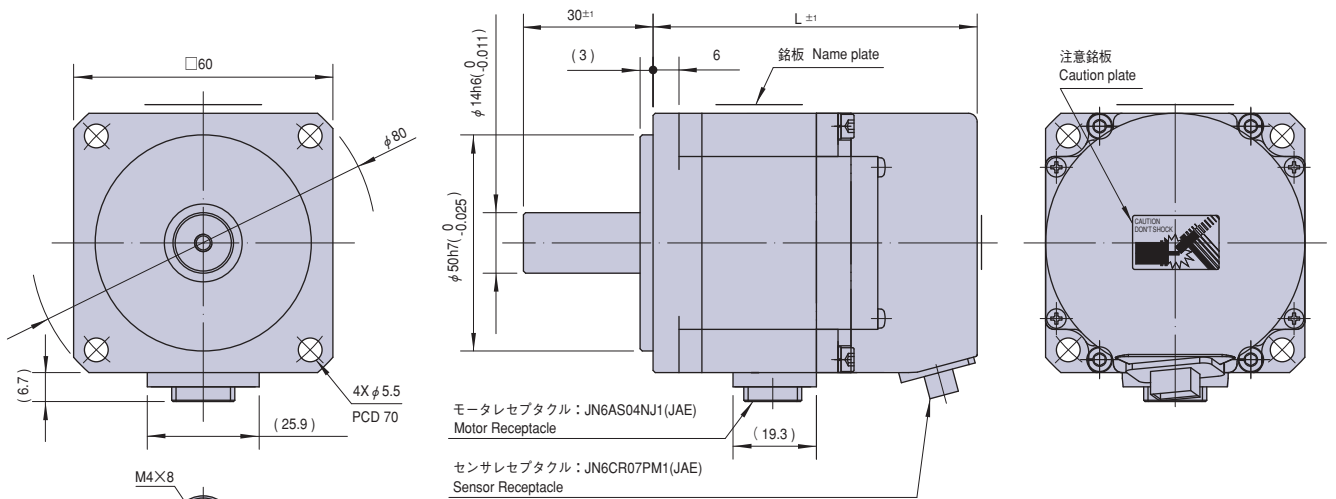 □60
φ80
(6.7)
4Xφ5.5
PCD 70
(25.9)
M4×8
30±1
L ±1
(3)
6
φ14h6( 0 -0.011)
φ50h7( 0 -0.025)
銘板 Name plate
モータレセプタクル：JN6AS04NJ1(JAE)
Motor Receptacle
(19.3)
センサレセプタクル：JN6CR07PM1(JAE)
Sensor Receptacle
注意銘板
Caution plate
CAUTION
DON'T SHOCK